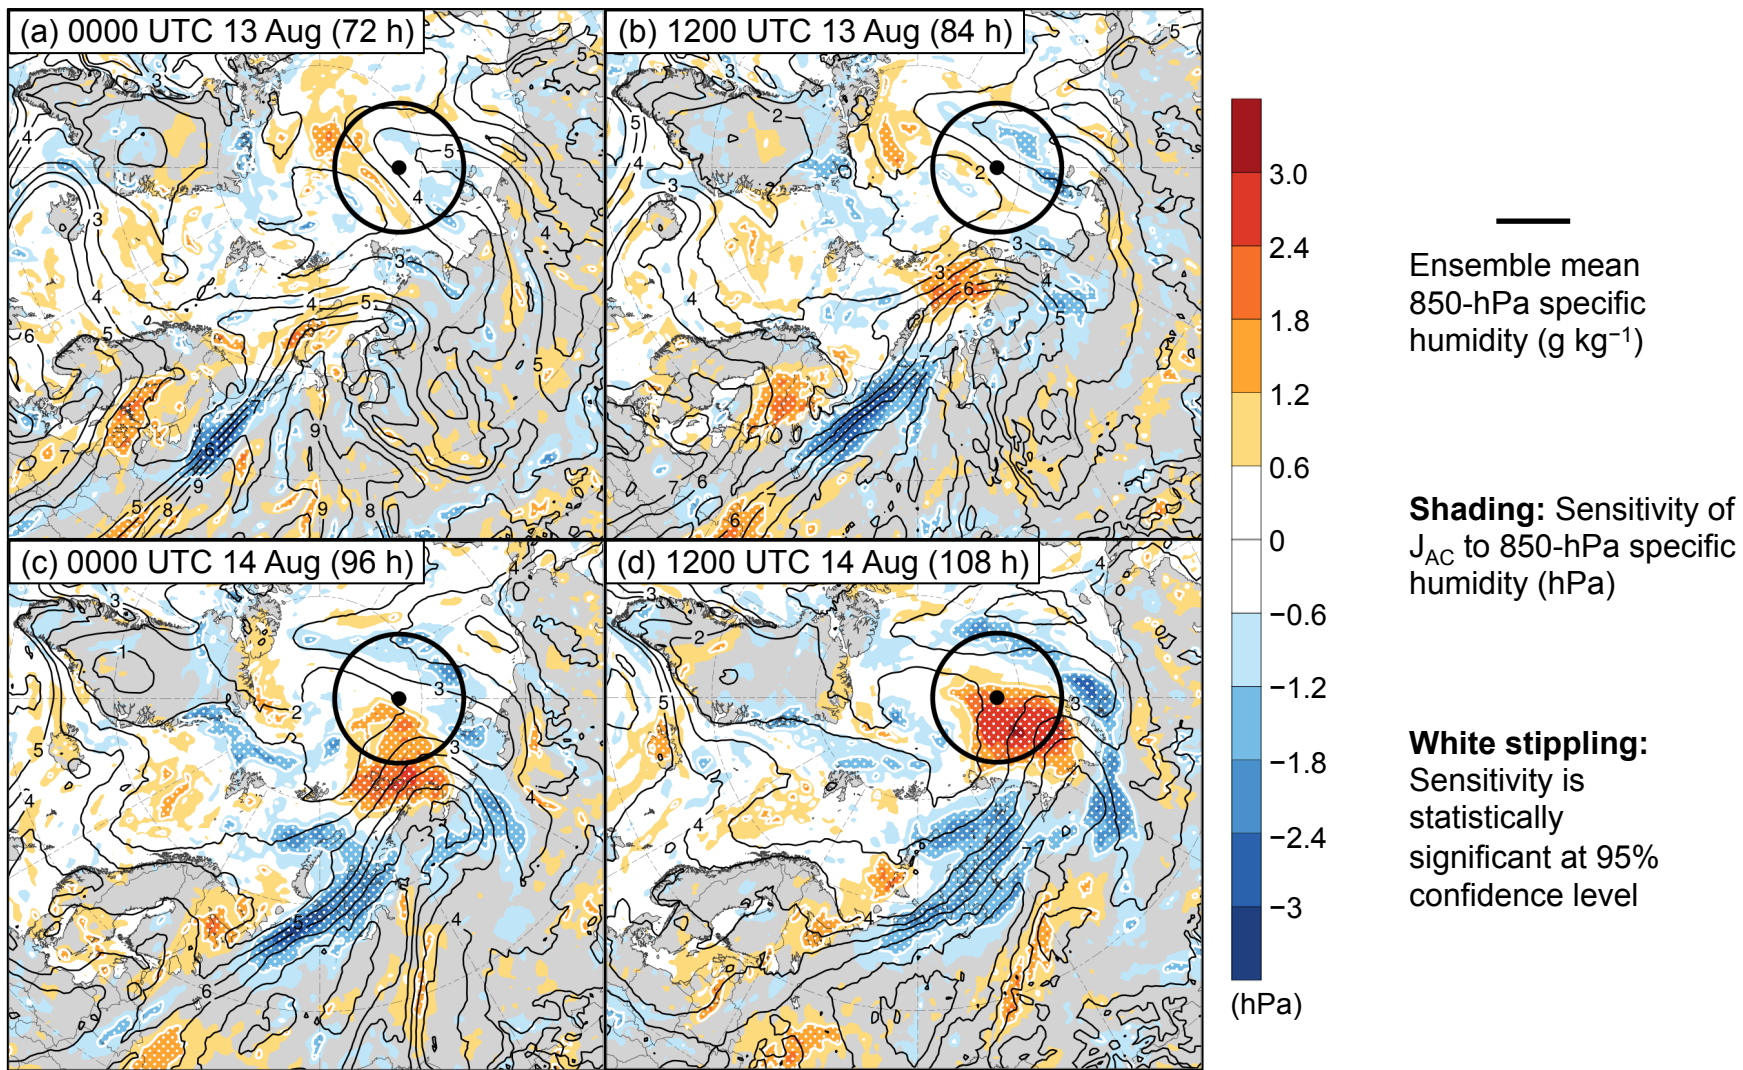 (a) 0000 UTC 13 Aug (72 h)
(b) 1200 UTC 13 Aug (84 h)
(c) 0000 UTC 14 Aug (96 h)
(d) 1200 UTC 14 Aug (108 h)
3.0
2.4
1.8
1.2
0.6
0
−0.6
−1.2
−1.8
−2.4
−3
(hPa)
Ensemble mean
850-hPa specific
humidity (g kg⁻¹)
Shading: Sensitivity of
J_AC to 850-hPa specific
humidity (hPa)
White stippling:
Sensitivity is
statistically
significant at 95%
confidence level